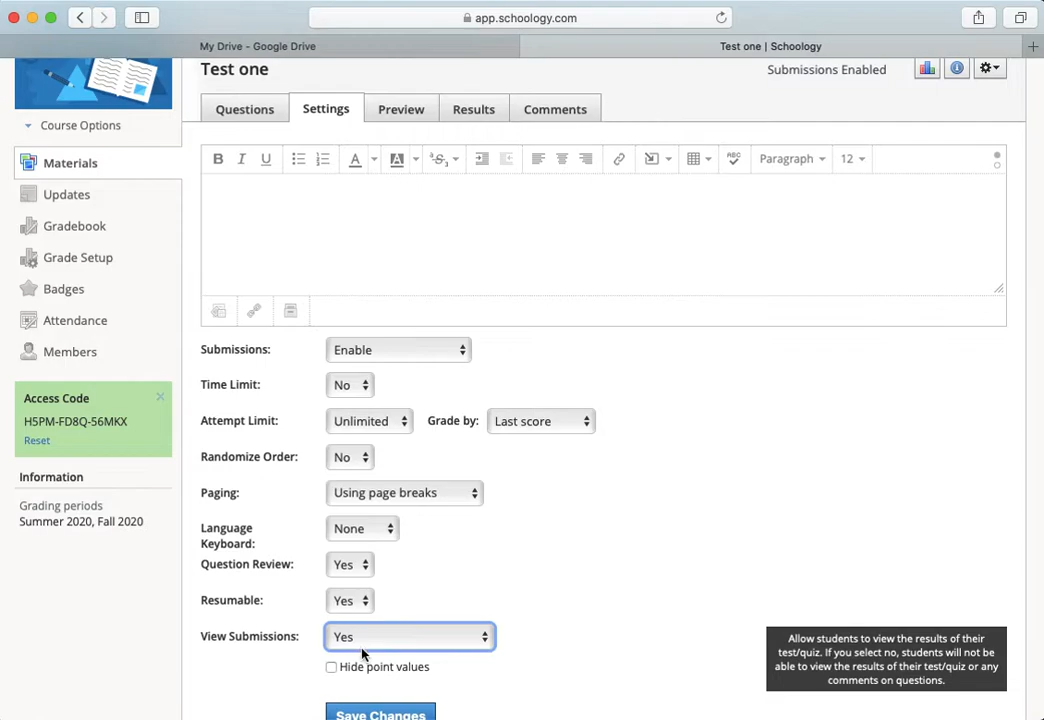 app.schoology.com
My Drive - Google Drive
Test one | Schoology
Test one
Submissions Enabled
Course Options
Questions
Settings
Preview
Results
Comments
Materials
Updates
Gradebook
Grade Setup
Badges
Attendance
Members
B I U A A S Paragraph 12
ABC
Access Code
H5PM-FD8Q-56MKX
Reset
Information
Grading periods
Summer 2020, Fall 2020
Submissions: Enable
Time Limit: No
Attempt Limit: Unlimited Grade by: Last score
Randomize Order: No
Paging: Using page breaks
Language
Keyboard:
None
Question Review: Yes
Resumable: Yes
View Submissions: Yes
Hide point values
Save Changes
Allow students to view the results of their
test/quiz. If you select no, students will not be
able to view the results of their test/quiz or any
comments on questions.